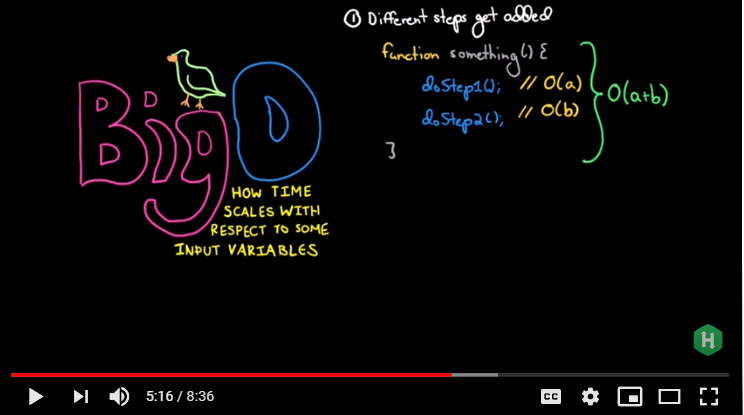 ① Different steps get added
function something() {
doStep1(); // O(a)
doStep2(); // O(b)
}
O(a+b)
Big O
HOW TIME
SCALES WITH
RESPECT TO SOME
INPUT VARIABLES
H
5:16 / 8:36
CC